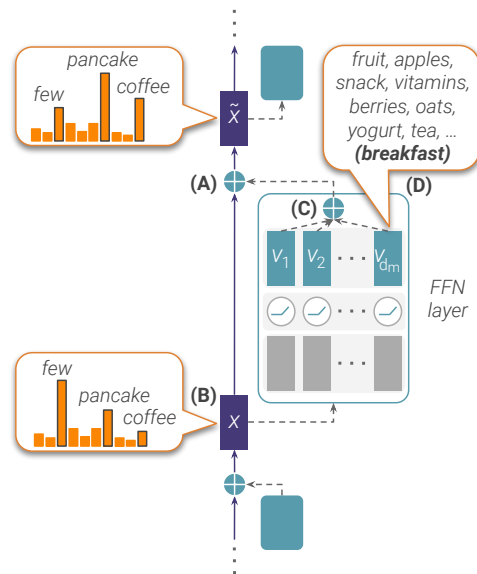 pancake
few
coffee
X̃
fruit, apples,
snack, vitamins,
berries, oats,
yogurt, tea, ...
(breakfast)
(A)
(D)
(C)
V1
V2
...
Vdm
FFN
layer
...
few
pancake
coffee
(B)
X